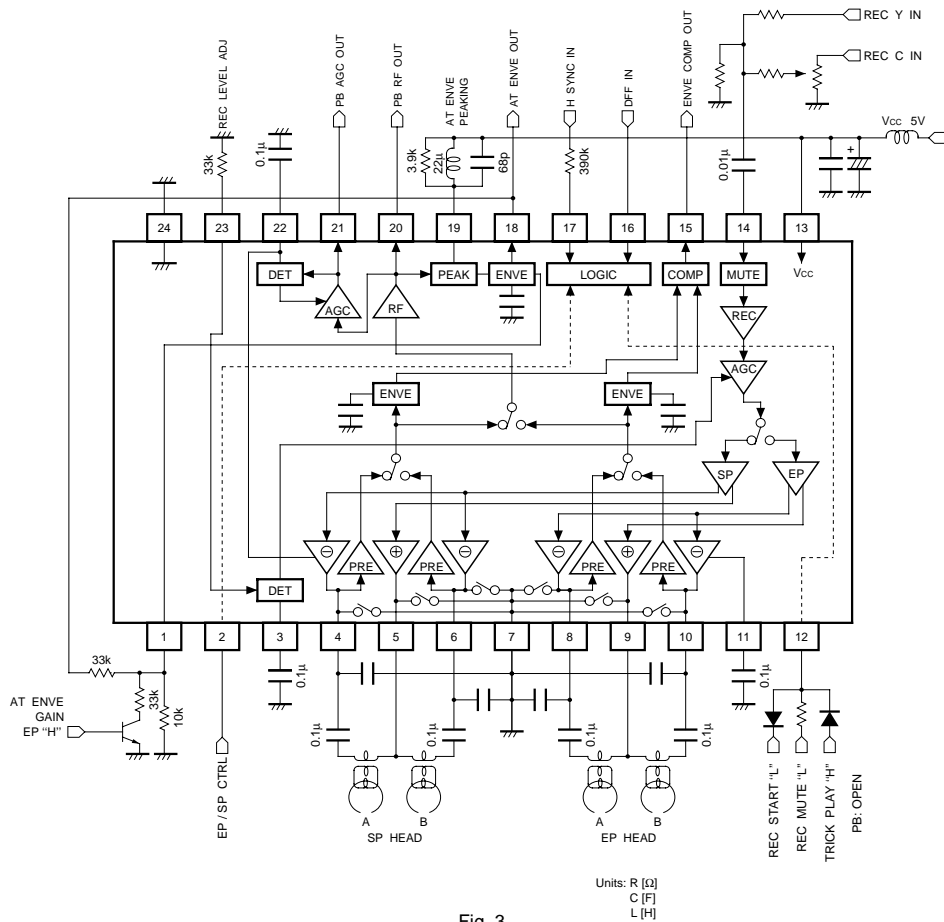 REC Y IN
REC C IN
REC LEVEL ADJ
PB AGC OUT
PB RF OUT
AT ENVE
PEAKING
AT ENVE OUT
H SYNC IN
DFF IN
ENVE COMP OUT
Vcc 5V
33k
0.1μ
3.9k
22μ
68p
390k
0.01μ
24
23
22
21
20
19
18
17
16
15
14
13
DET
AGC
RF
PEAK
ENVE
LOGIC
COMP
MUTE
Vcc
REC
AGC
ENVE
ENVE
SP
EP
⊖
PRE
⊕
PRE
⊖
⊖
PRE
⊕
PRE
⊖
DET
1
2
3
4
5
6
7
8
9
10
11
12
33k
33k
10k
0.1μ
0.1μ
0.1μ
0.1μ
0.1μ
0.1μ
AT ENVE
GAIN
EP “H”
EP / SP CTRL
A
B
SP HEAD
A
B
EP HEAD
REC START “L”
REC MUTE “L”
TRICK PLAY “H”
PB: OPEN
Units: R [Ω]
C [F]
L [H]
Fig. 3